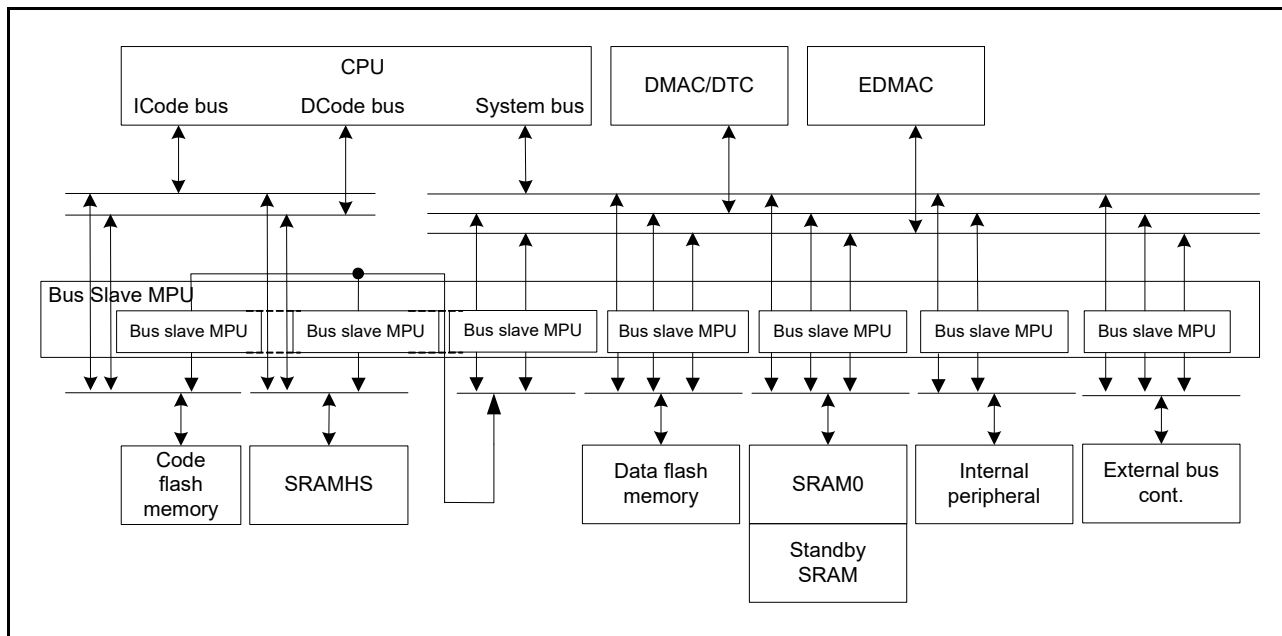 CPU
ICode bus
DCode bus
System bus
DMAC/DTC
EDMAC
Bus Slave MPU
Bus slave MPU
Bus slave MPU
Bus slave MPU
Bus slave MPU
Bus slave MPU
Bus slave MPU
Bus slave MPU
Code
flash
memory
SRAMHS
Data flash
memory
SRAM0
Standby
SRAM
Internal
peripheral
External bus
cont.